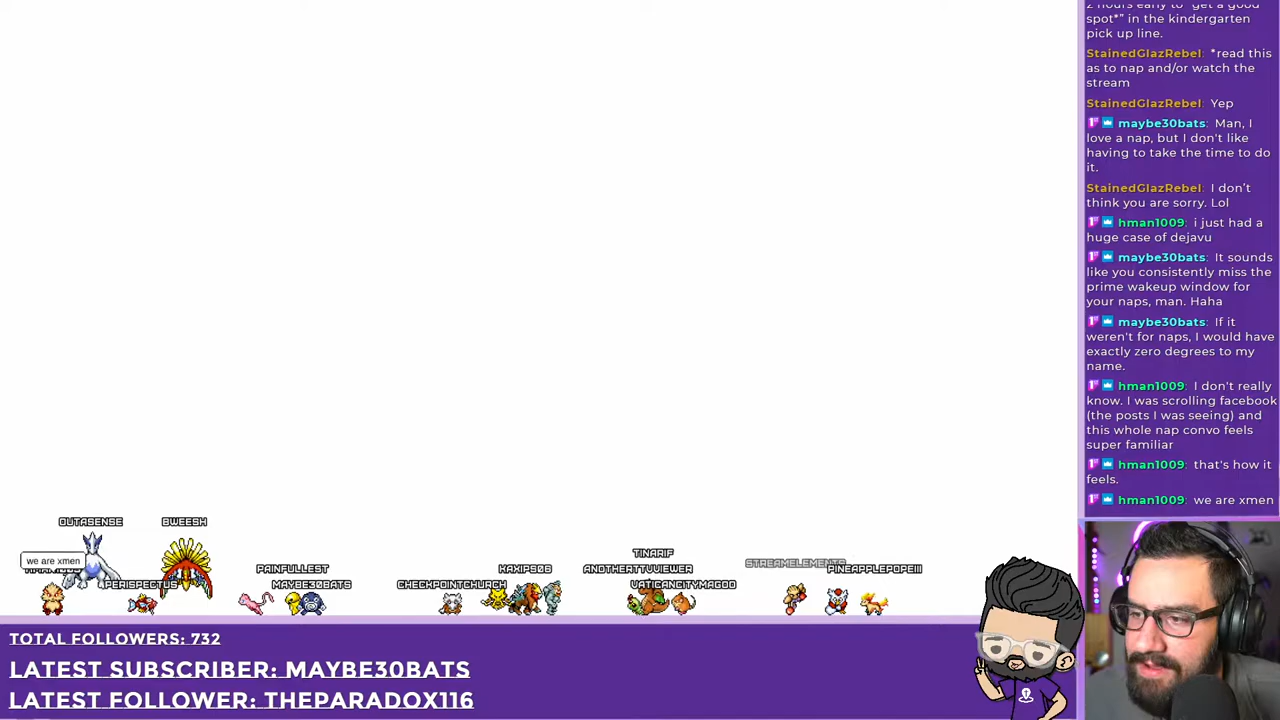 2 hours early to "get a good
spot*" in the kindergarten
pick up line.
StainedGlazRebel: *read this
as to nap and/or watch the
stream
StainedGlazRebel: Yep
maybe30bats: Man, I
love a nap, but I don't like
having to take the time to do
it.
StainedGlazRebel: I don't
think you are sorry. Lol
hman1009: i just had a
huge case of dejavu
maybe30bats: It sounds
like you consistently miss the
prime wakeup window for
your naps, man. Haha
maybe30bats: If it
weren't for naps, I would have
exactly zero degrees to my
name.
hman1009: I don't really
know. I was scrolling facebook
(the posts I was seeing) and
this whole nap convo feels
super familiar
hman1009: that's how it
feels.
hman1009: we are xmen
OUTASENSE
BWEESH
we are xmen
PERISPECTUS
PAINFULLEST
MAYBE30BATS
CHECKPOINTCHURCH
KAXIPS06
TINARIF
ANOTHERTTVVIEWER
VATICANCITYMAGOO
STREAMELEMENTS
PINEAPPLEPOPEIII
TOTAL FOLLOWERS: 732
LATEST SUBSCRIBER: MAYBE30BATS
LATEST FOLLOWER: THEPARADOX116